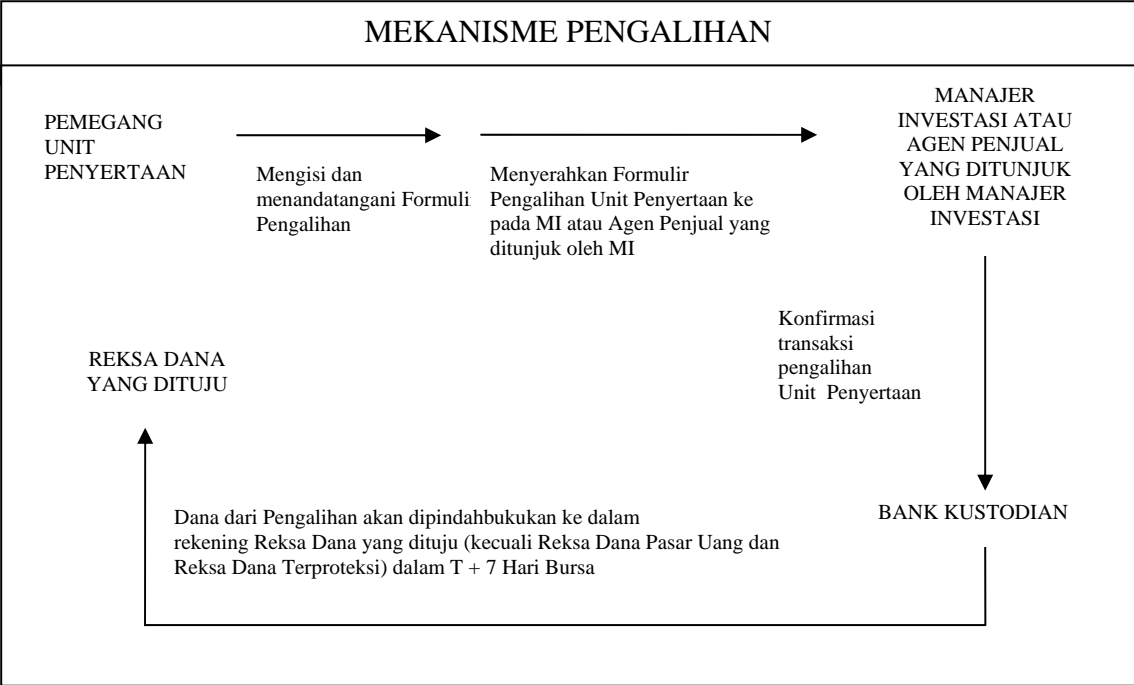 MEKANISME PENGALIHAN
PEMEGANG
UNIT
PENYERTAAN
Mengisi dan
menandatangani Formuli
Pengalihan
Menyerahkan Formulir
Pengalihan Unit Penyertaan ke
pada MI atau Agen Penjual yang
ditunjuk oleh MI
MANAJER
INVESTASI ATAU
AGEN PENJUAL
YANG DITUNJUK
OLEH MANAJER
INVESTASI
Konfirmasi
transaksi
pengalihan
Unit Penyertaan
BANK KUSTODIAN
Dana dari Pengalihan akan dipindahbukukan ke dalam
rekening Reksa Dana yang dituju (kecuali Reksa Dana Pasar Uang dan
Reksa Dana Terproteksi) dalam T + 7 Hari Bursa
REKSA DANA
YANG DITUJU